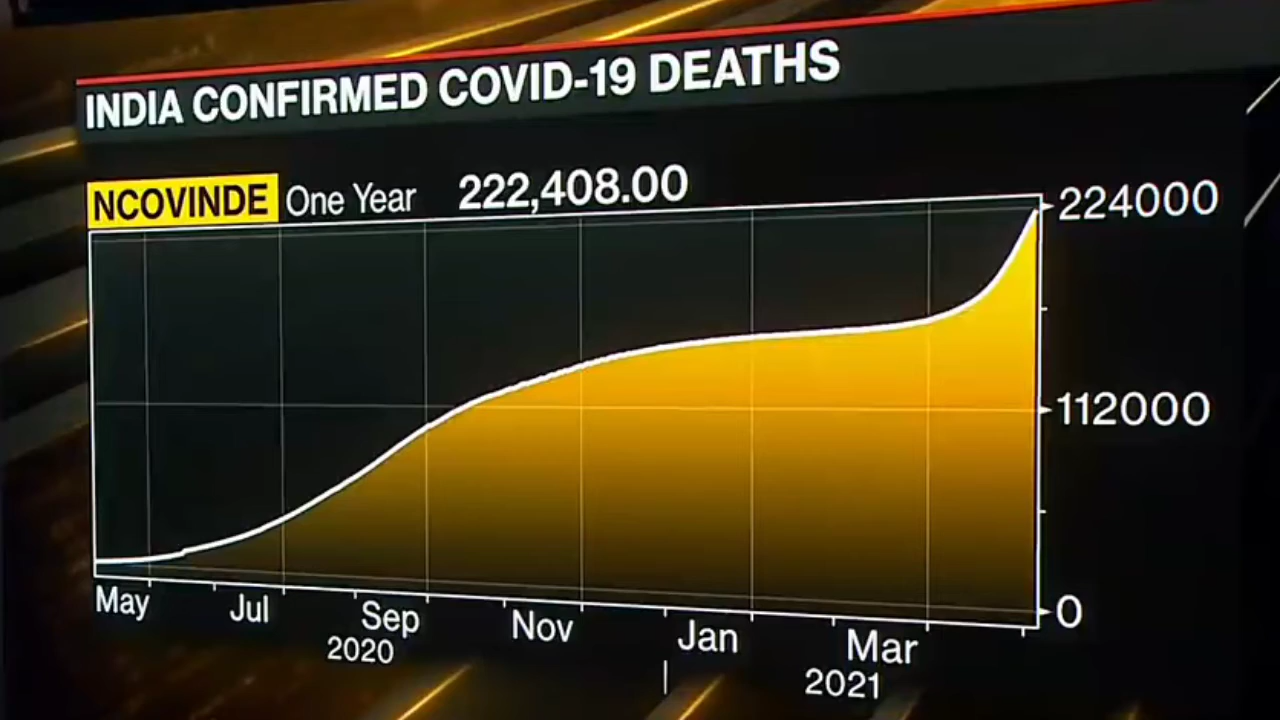 INDIA CONFIRMED COVID-19 DEATHS
NCOVINDE One Year 222,408.00
224000
112000
0
May Jul Sep Nov Jan Mar
2020 2021